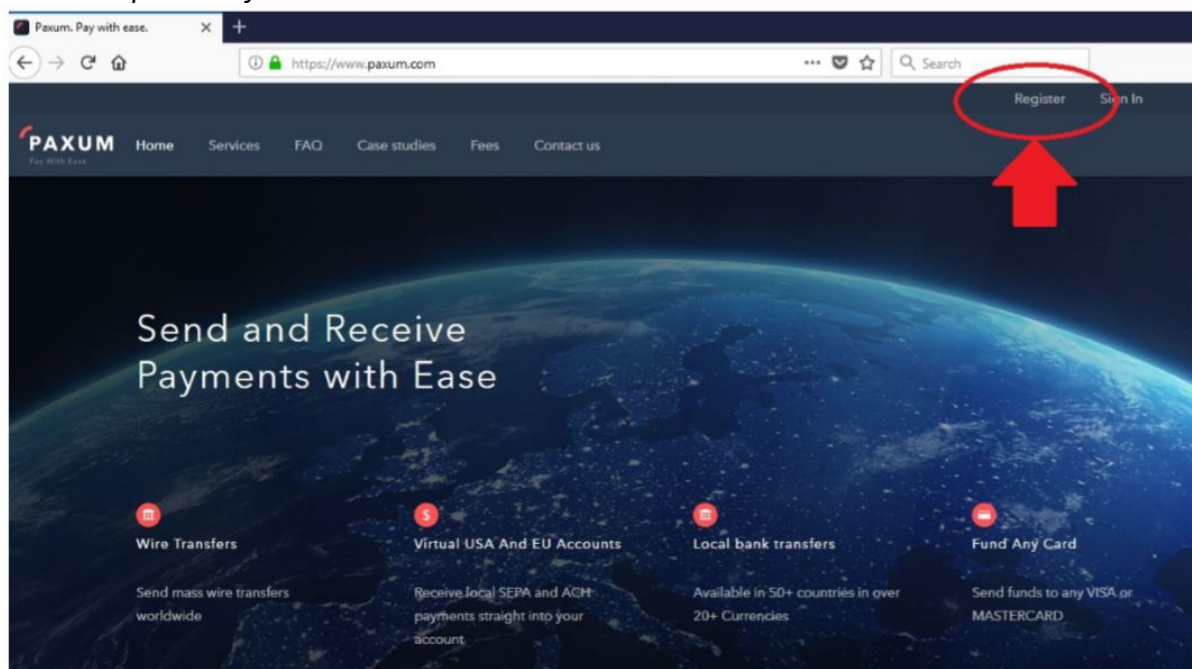 Paxum. Pay with ease.
https://www.paxum.com
Search
Register Sign In
PAXUM
Pay With Ease
Home Services FAQ Case studies Fees Contact us
Send and Receive
Payments with Ease
Wire Transfers
Send mass wire transfers
worldwide
Virtual USA And EU Accounts
Receive local SEPA and ACH
payments straight into your
account
Local bank transfers
Available in 50+ countries in over
20+ Currencies
Fund Any Card
Send funds to any VISA or
MASTERCARD